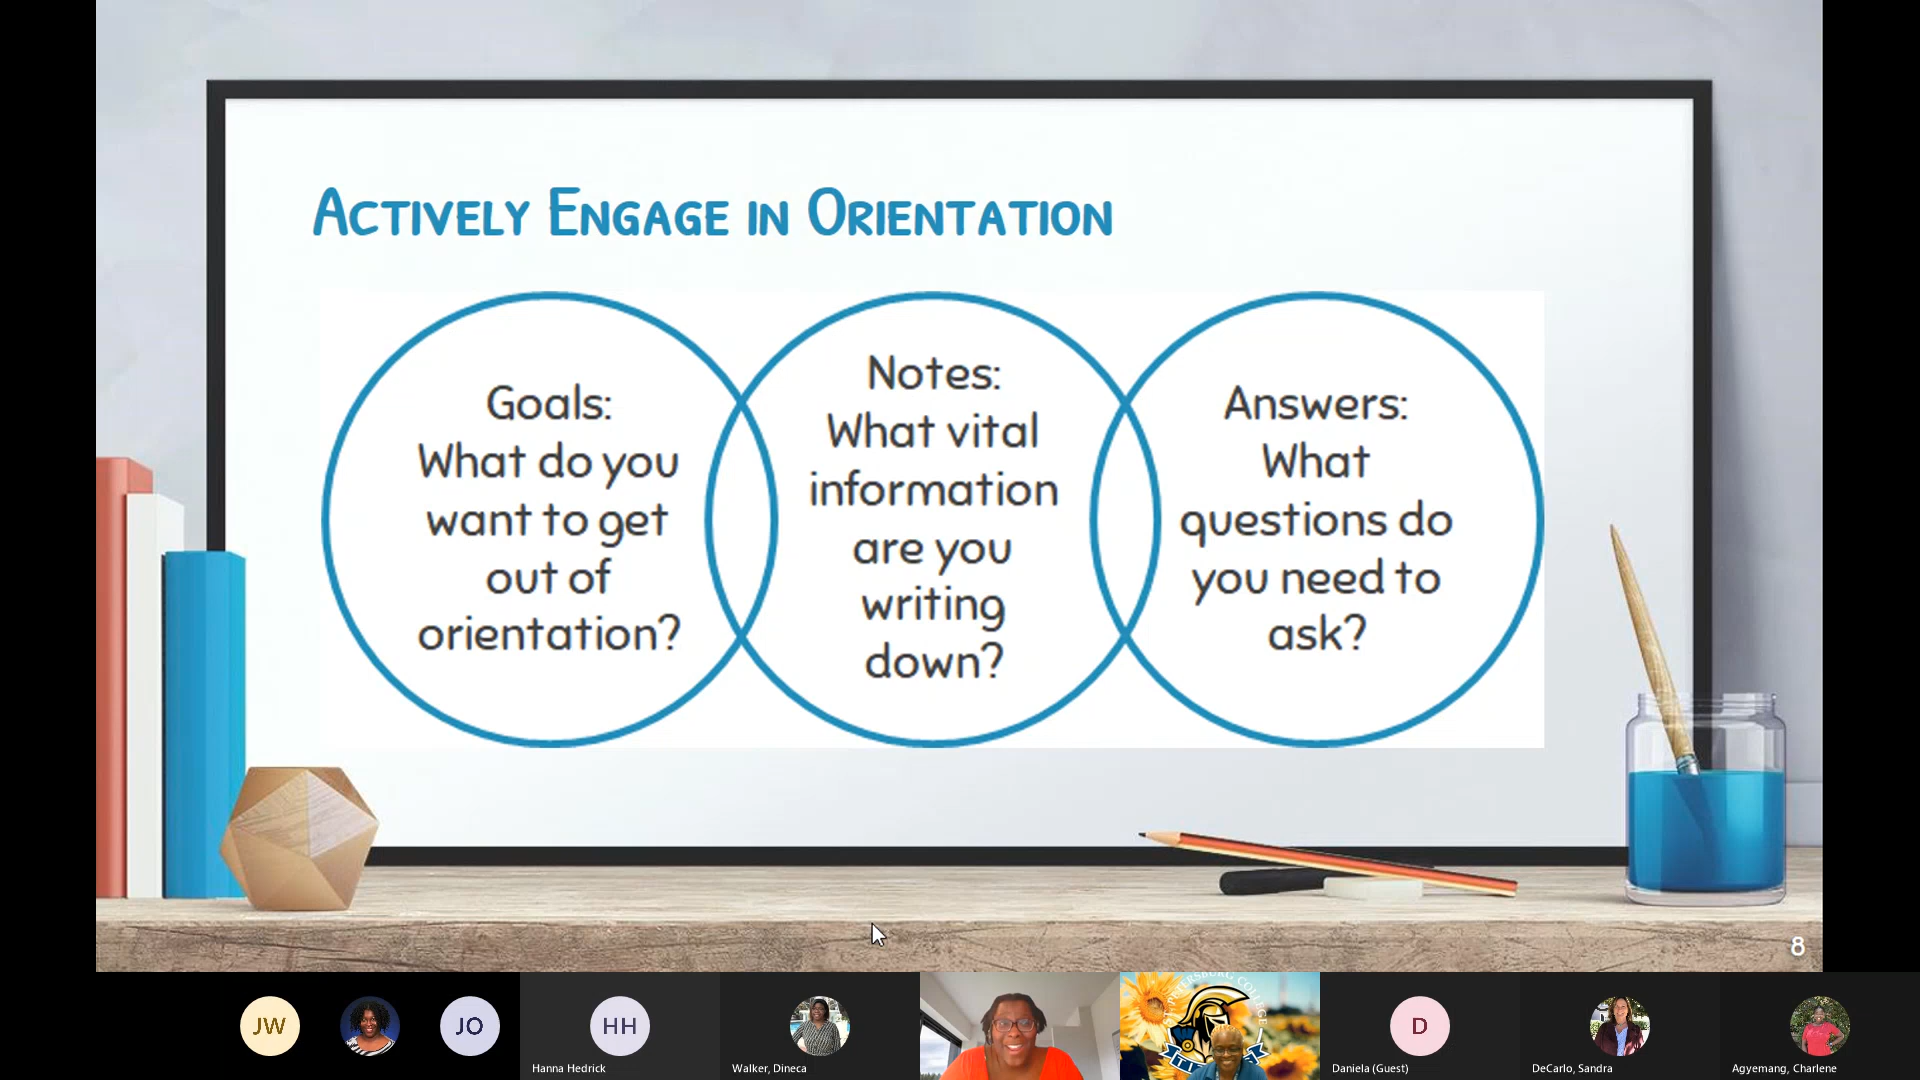 Actively Engage in Orientation
Goals:
What do you
want to get
out of
orientation?
Notes:
What vital
information
are you
writing
down?
Answers:
What
questions do
you need to
ask?
8
JW
JO
HH
Hanna Hedrick
Walker, Dineca
PETERSBURG COLLEGE
D
Daniela (Guest)
DeCarlo, Sandra
Agyemang, Charlene